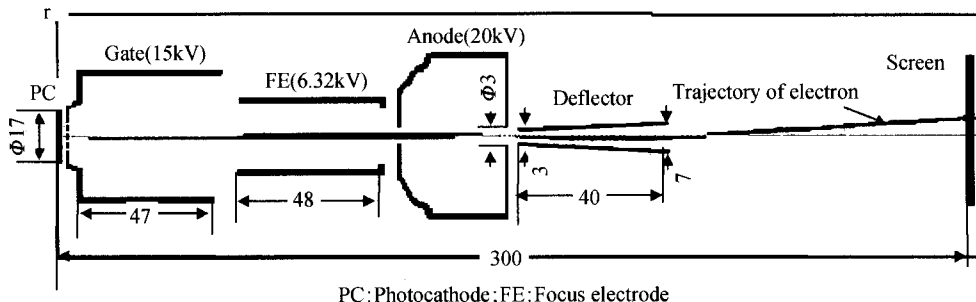 r
Anode(20kV)
Gate(15kV)
FE(6.32kV)
Screen
PC
Φ3
Deflector
Trajectory of electron
Φ17
3
7
47
48
40
300
PC:Photocathode:FE:Focus electrode